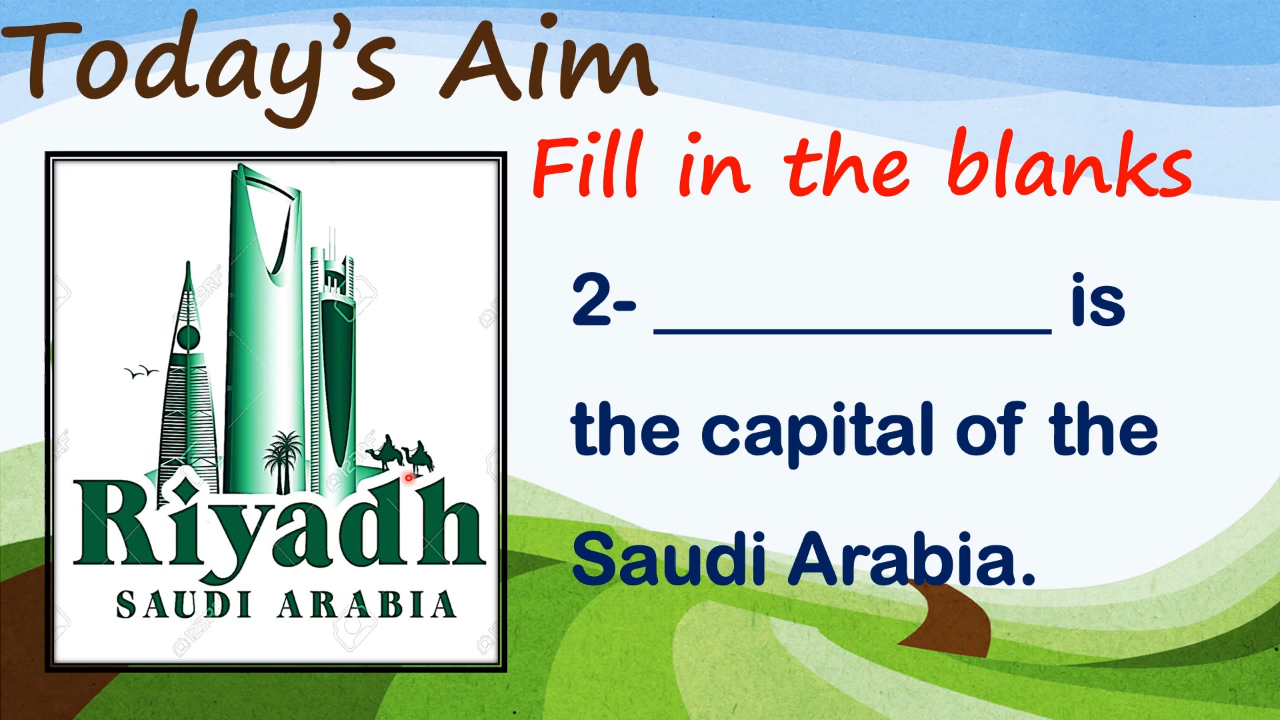 Today's Aim
Fill in the blanks
2- ____________ is
the capital of the
Saudi Arabia.
Riyadh
SAUDI ARABIA